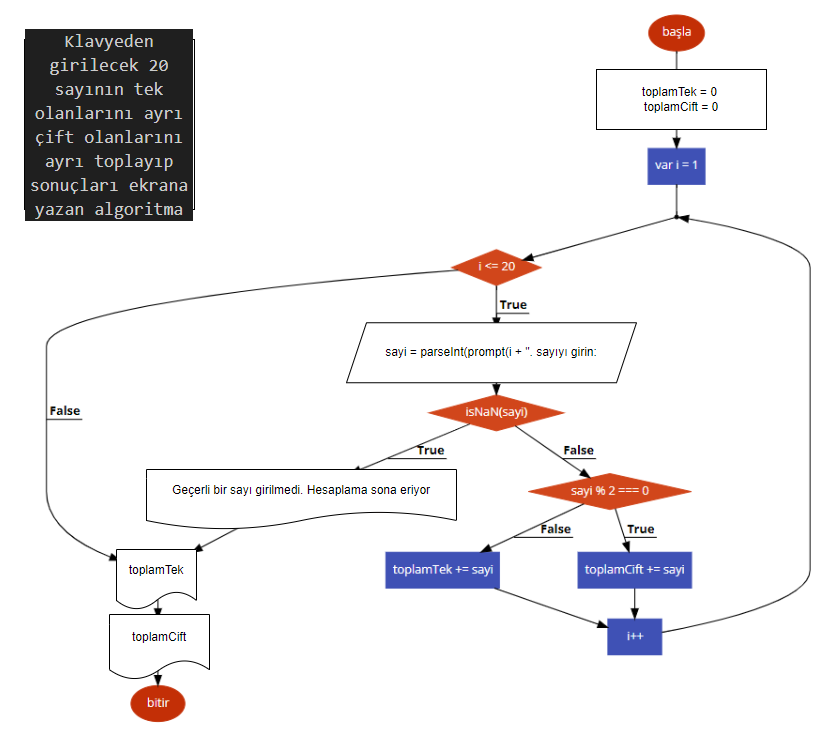 Klavyeden
girilecek 20
sayının tek
olanlarını ayrı
çift olanlarını
ayrı toplayıp
sonuçları ekrana
yazan algoritma
başla
toplamTek = 0
toplamCift = 0
var i = 1
i <= 20
True
sayi = parseInt(prompt(i + ". sayıyı girin:
False
isNaN(sayi)
True
False
Geçerli bir sayı girilmedi. Hesaplama sona eriyor
sayi % 2 === 0
False
True
toplamTek
toplamTek += sayi
toplamCift += sayi
toplamCift
i++
bitir